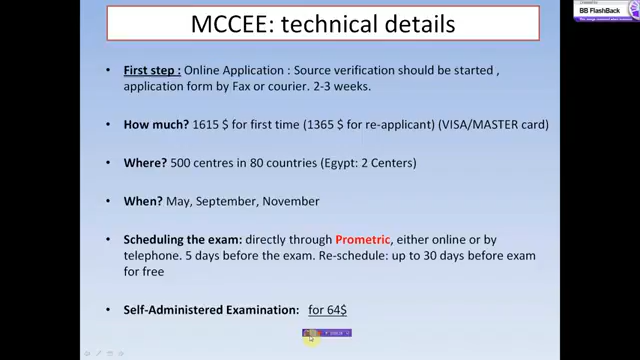 BB FlashBack
MCCEE: technical details
• First step : Online Application : Source verification should be started ,
application form by Fax or courier. 2-3 weeks.
• How much? 1615 $ for first time (1365 $ for re-applicant) (VISA/MASTER card)
• Where? 500 centres in 80 countries (Egypt: 2 Centers)
• When? May, September, November
• Scheduling the exam: directly through Prometric, either online or by
telephone. 5 days before the exam. Re-schedule: up to 30 days before exam
for free
• Self-Administered Examination: for 64$